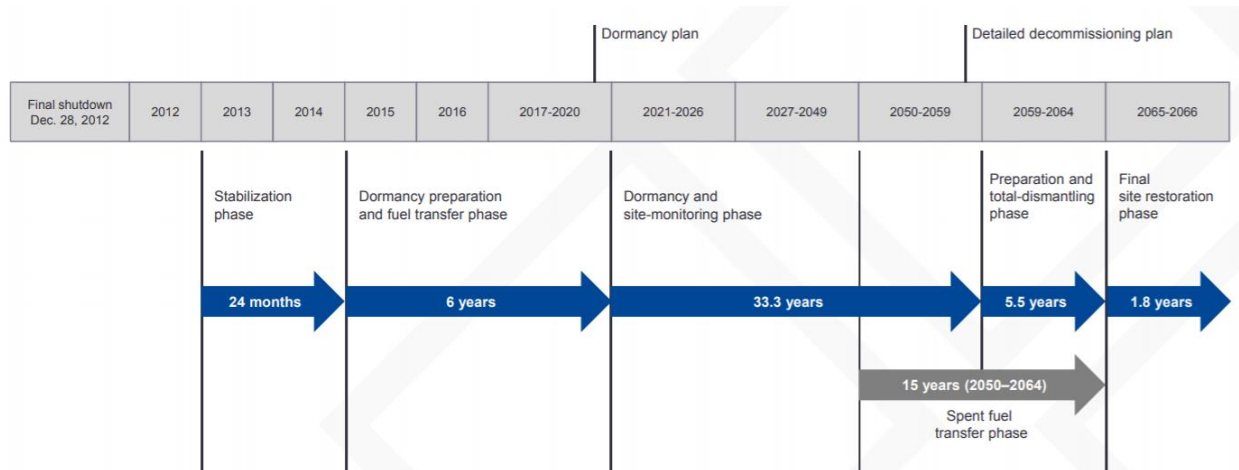 Dormancy plan
Detailed decommissioning plan
Final shutdown
Dec. 28, 2012
2012
2013
2014
2015
2016
2017-2020
2021-2026
2027-2049
2050-2059
2059-2064
2065-2066
Stabilization
phase
Dormancy preparation
and fuel transfer phase
Dormancy and
site-monitoring phase
Preparation and
total-dismantling
phase
Final
site restoration
phase
24 months
6 years
33.3 years
5.5 years
1.8 years
15 years (2050–2064)
Spent fuel
transfer phase